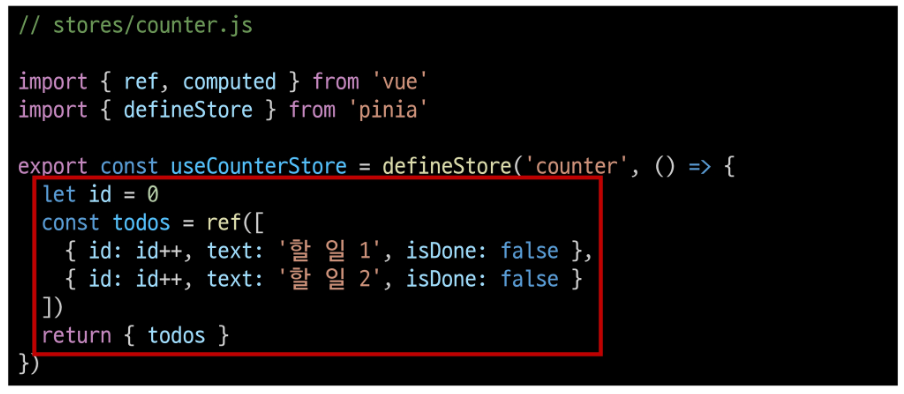 // stores/counter.js
import { ref, computed } from 'vue'
import { defineStore } from 'pinia'
export const useCounterStore = defineStore('counter', () => {
let id = 0
const todos = ref([
{ id: id++, text: '할 일 1', isDone: false },
{ id: id++, text: '할 일 2', isDone: false }
])
return { todos }
})